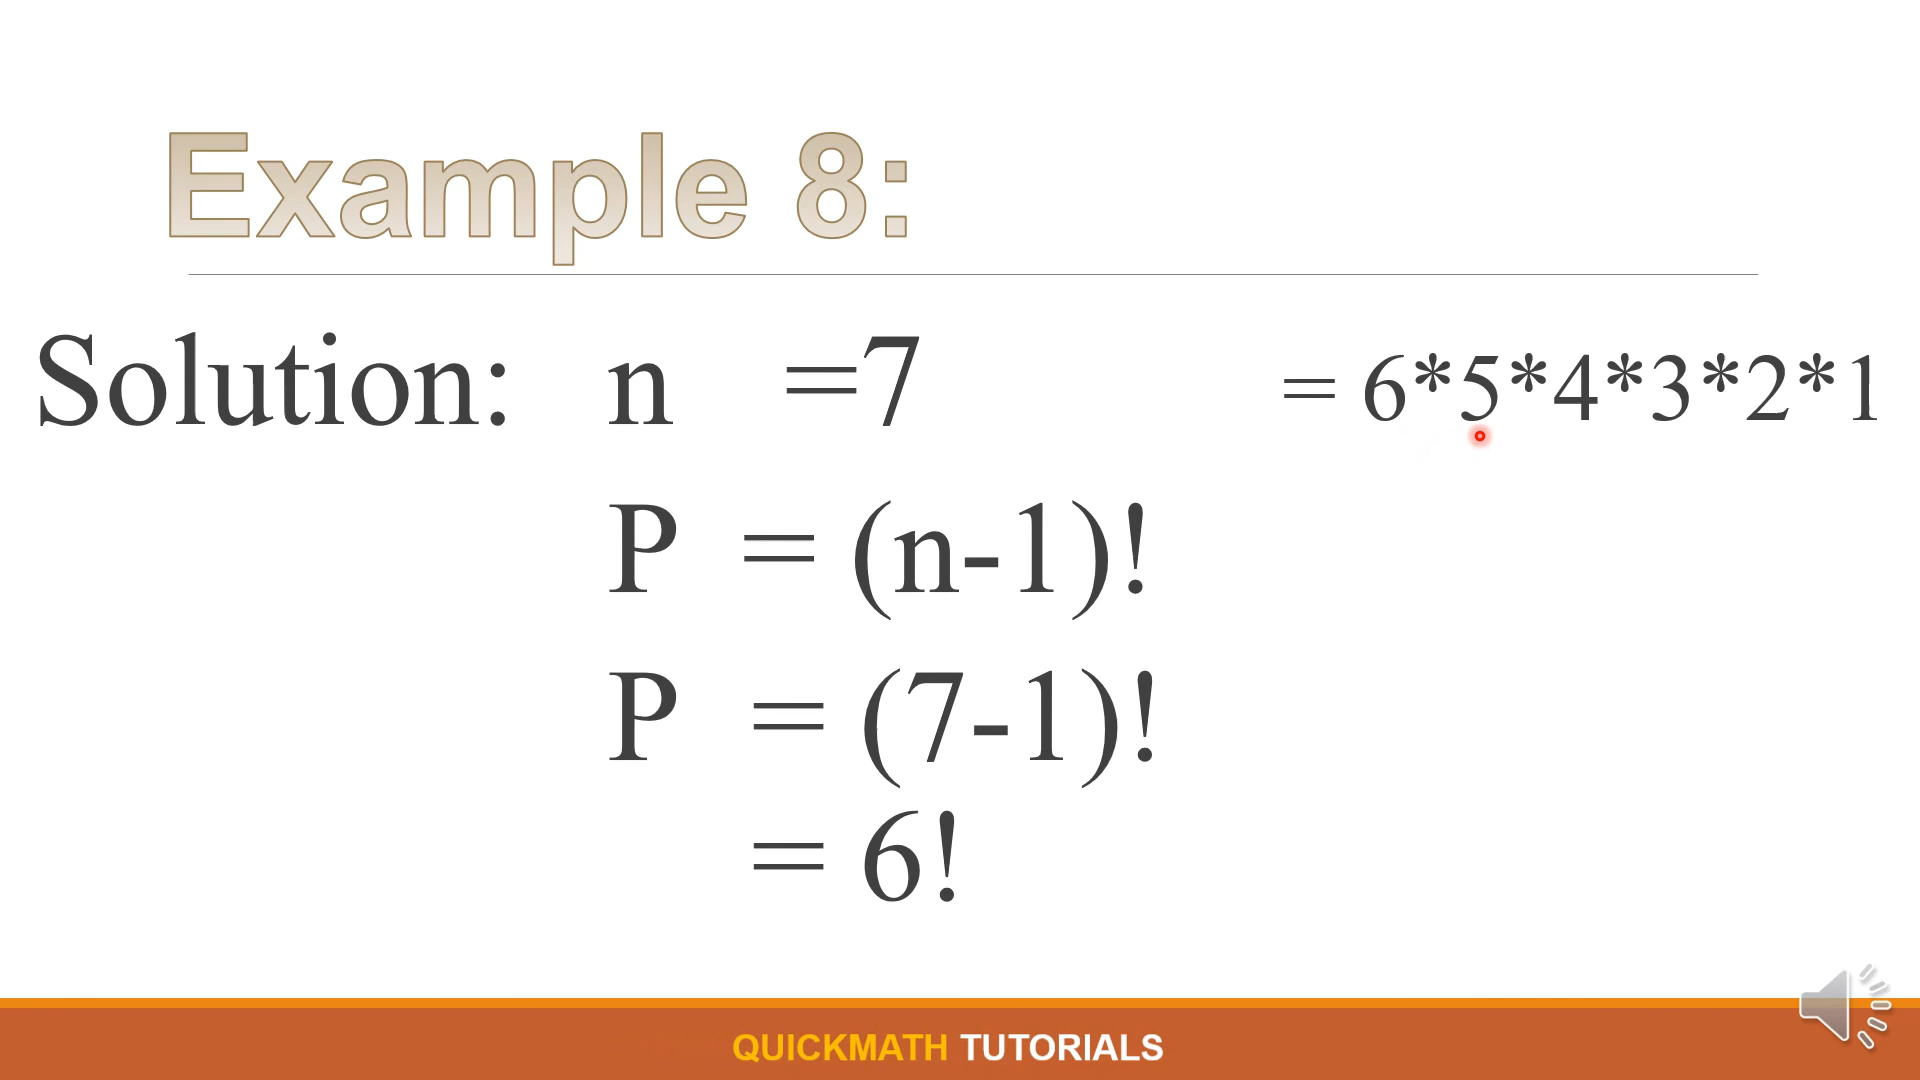 Example 8:
Solution: n =7
P = (n-1)!
P = (7-1)!
= 6!
= 6*5*4*3*2*1
QUICKMATH TUTORIALS